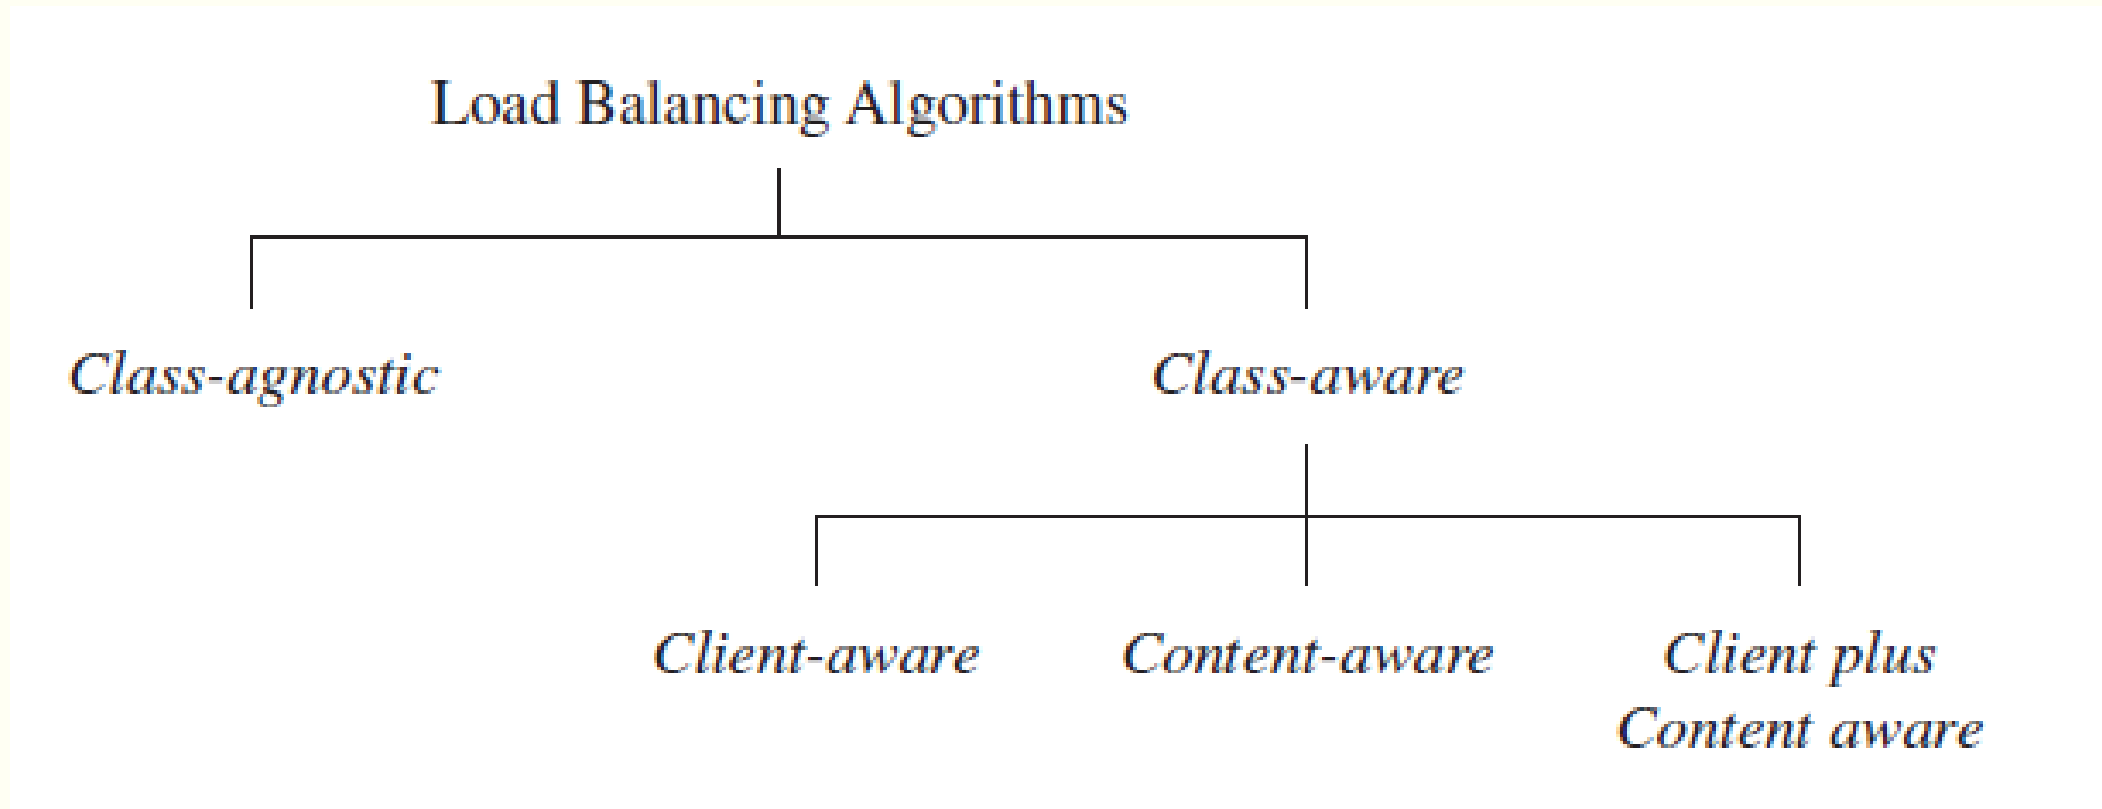 Load Balancing Algorithms
Class-agnostic
Class-aware
Client-aware
Content-aware
Client plus
Content aware